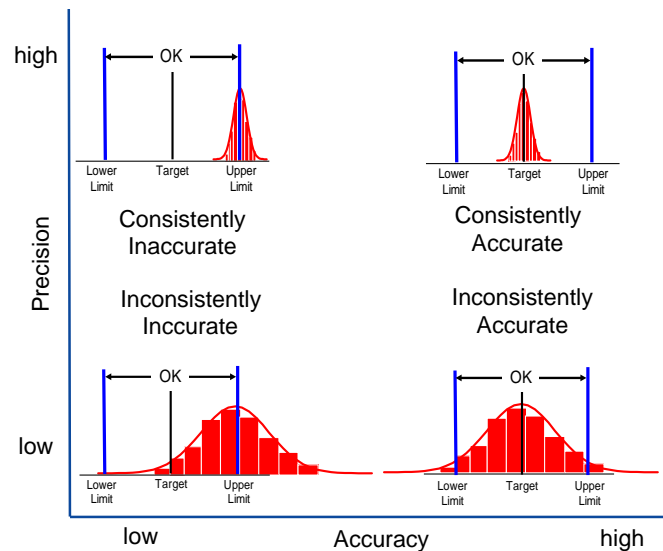 high
OK
OK
Lower
Limit
Target
Upper
Limit
Lower
Limit
Target
Upper
Limit
Consistently
Inaccurate
Consistently
Accurate
Precision
Inconsistently
Inccurate
Inconsistently
Accurate
OK
OK
low
Lower
Limit
Target
Upper
Limit
Lower
Limit
Target
Upper
Limit
low
Accuracy
high